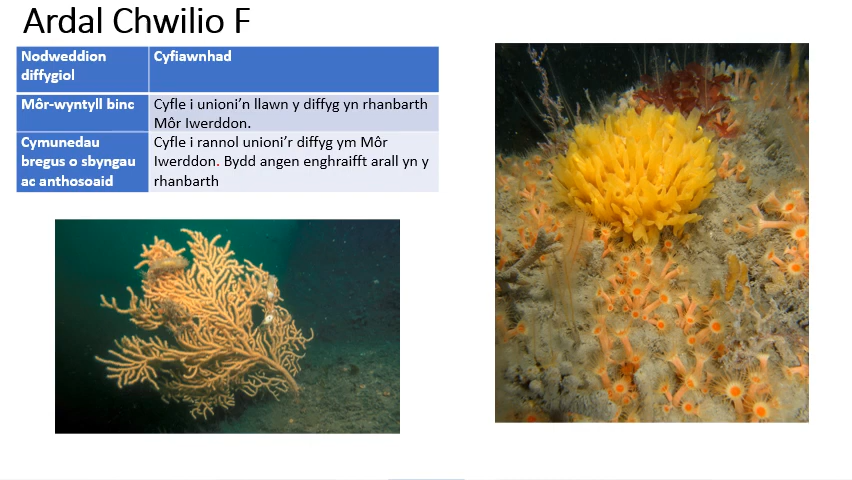 Ardal Chwilio F
Nodweddion
diffygiol
Cyfiawnhad
Môr-wyntyll binc
Cyfle i unioni’n llawn y diffyg yn rhanbarth
Môr Iwerddon.
Cymunedau
bregus o sbyngau
ac anthosoaid
Cyfle i rannol unioni’r diffyg ym Môr
Iwerddon. Bydd angen enghraifft arall yn y
rhanbarth